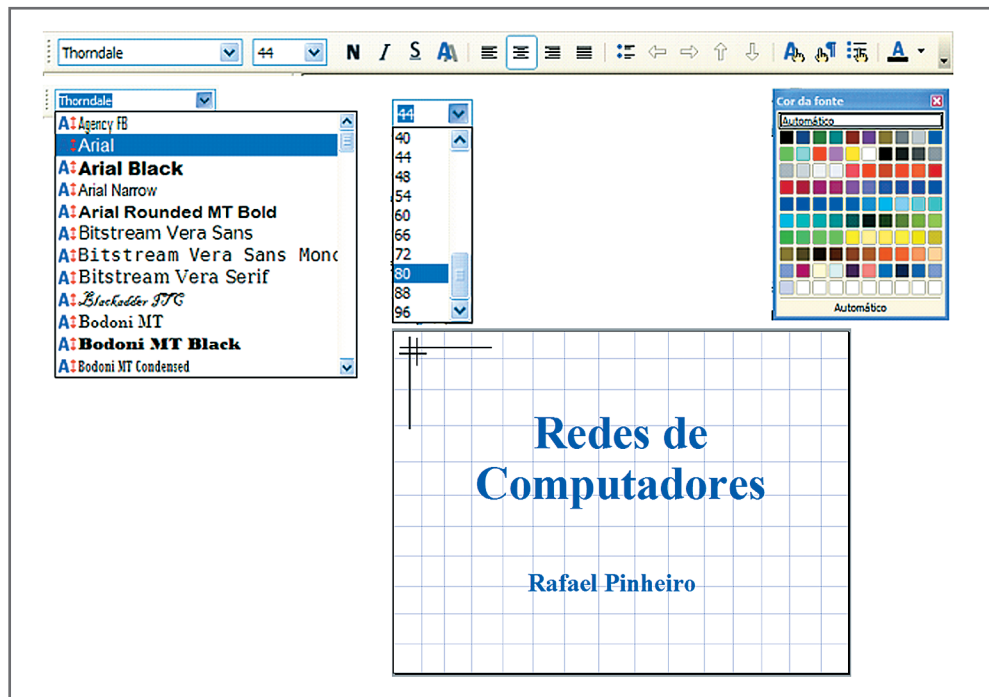 Thorndale 44 N I S A A
Thorndale
Agency FB
Arial
Arial Black
Arial Narrow
Arial Rounded MT Bold
Bitstream Vera Sans
Bitstream Vera Sans Mono
Bitstream Vera Serif
Blackadder ITC
Bodoni MT
Bodoni MT Black
Bodoni MT Condensed
44
40
44
48
54
60
66
72
80
88
96
Cor da fonte
Automático
Automático
Redes de
Computadores
Rafael Pinheiro